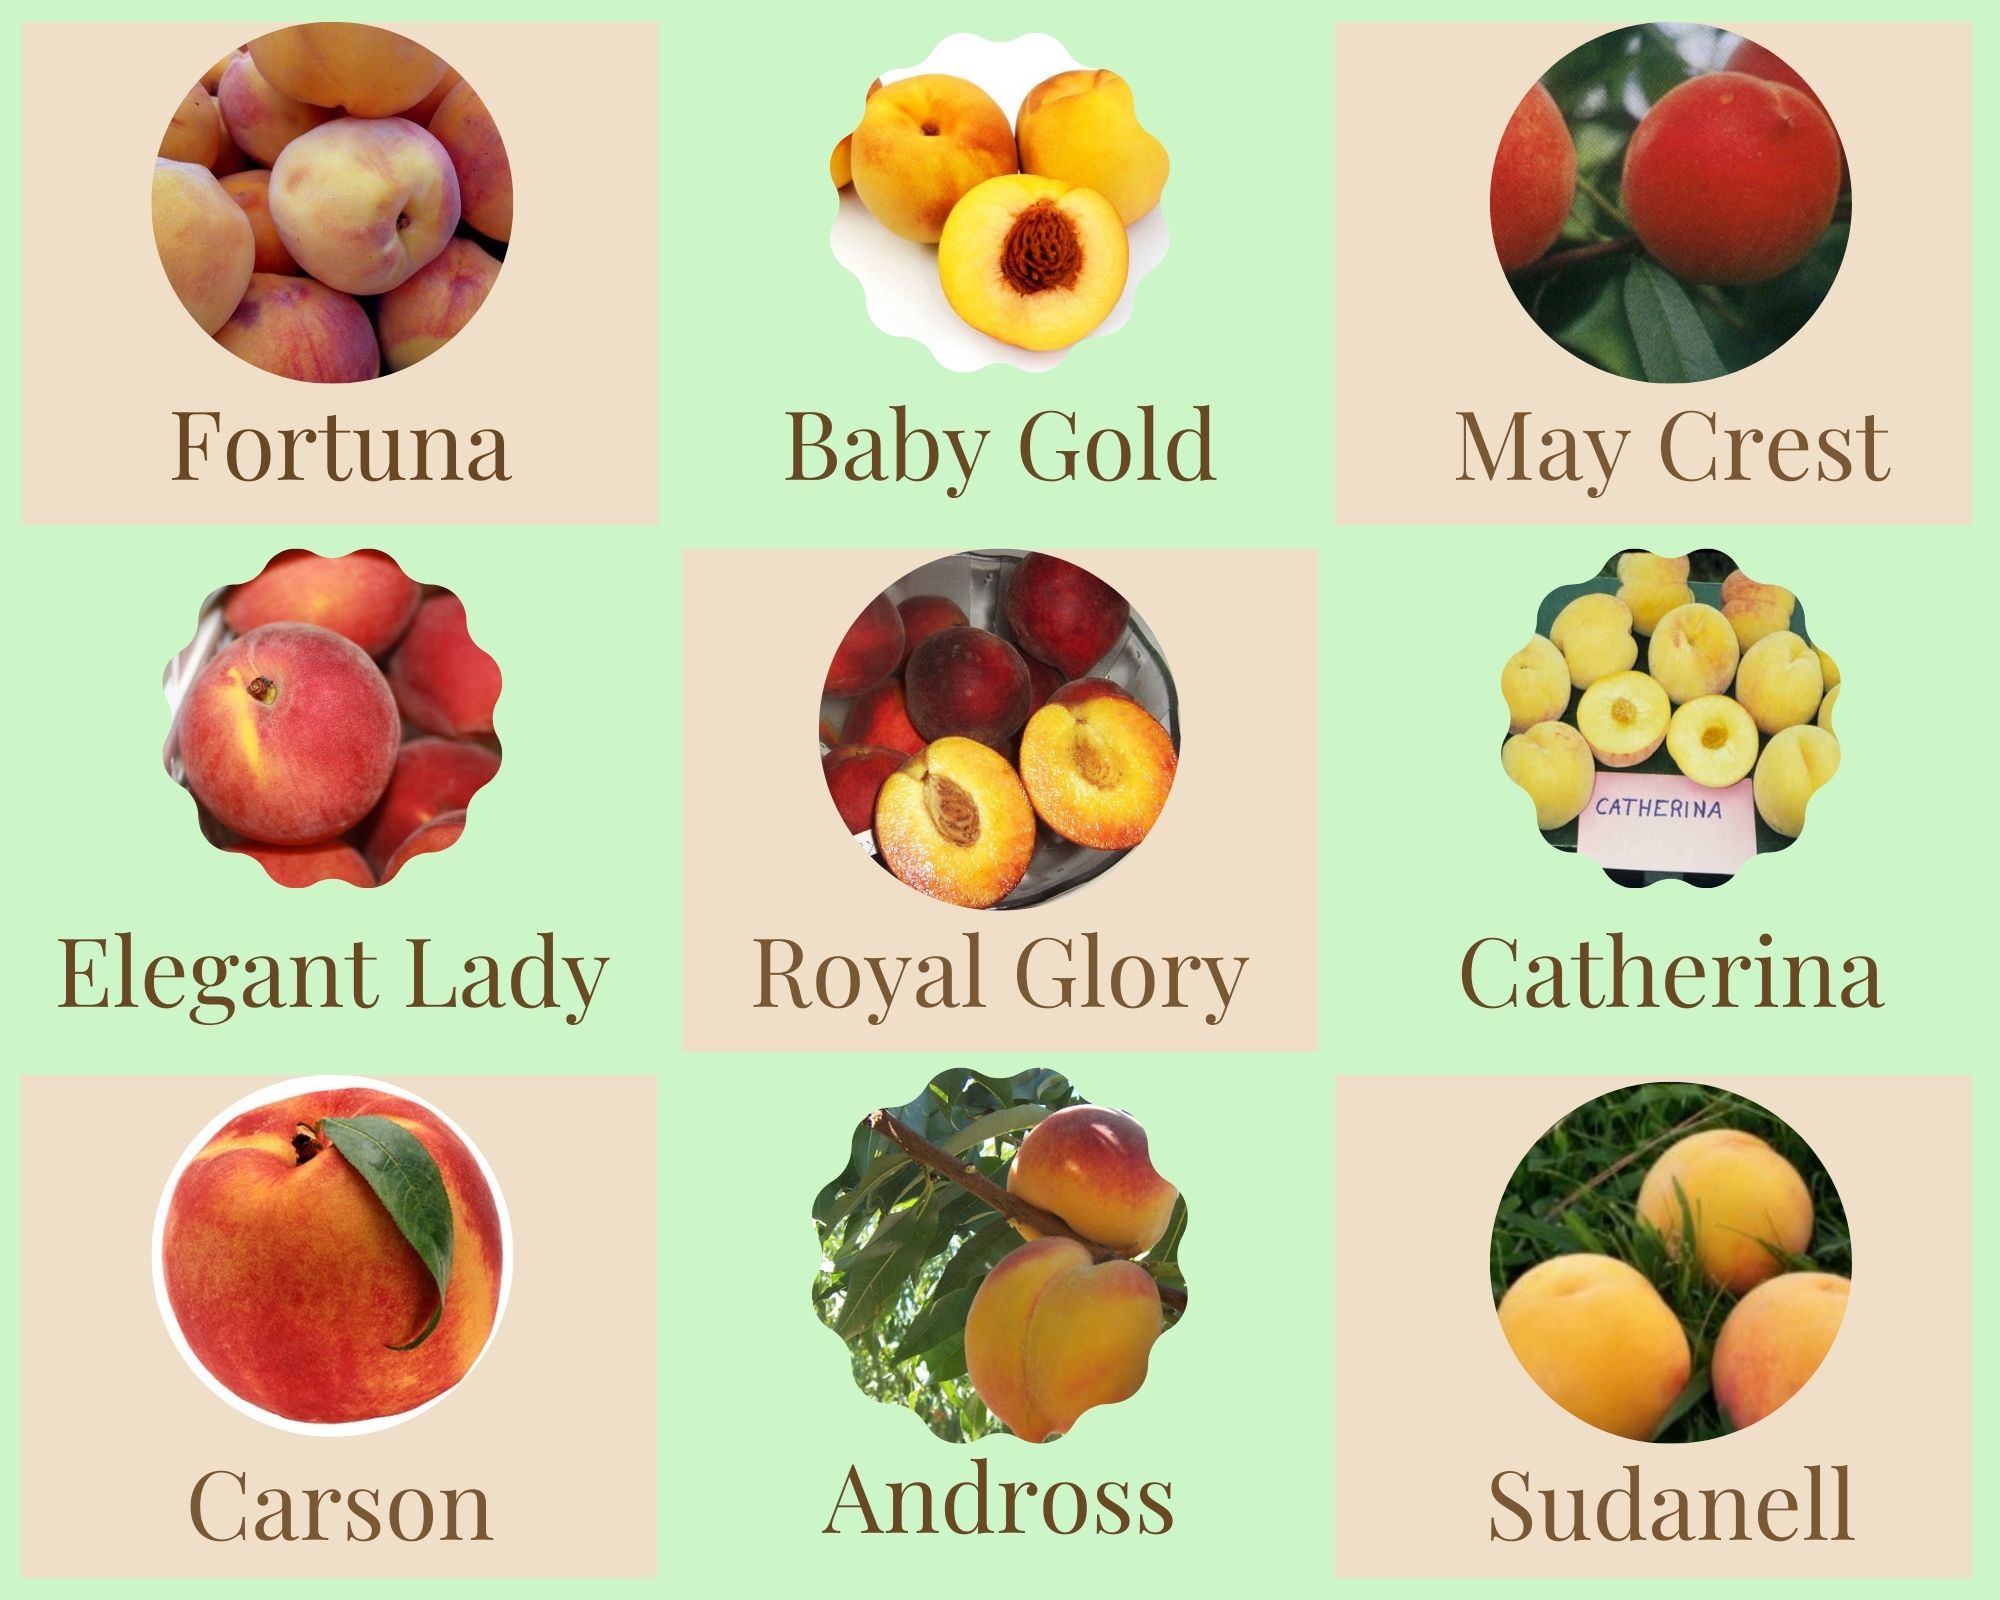 Fortuna
Baby Gold
May Crest
Elegant Lady
Royal Glory
CATHERINA
Catherina
Carson
Andross
Sudanell